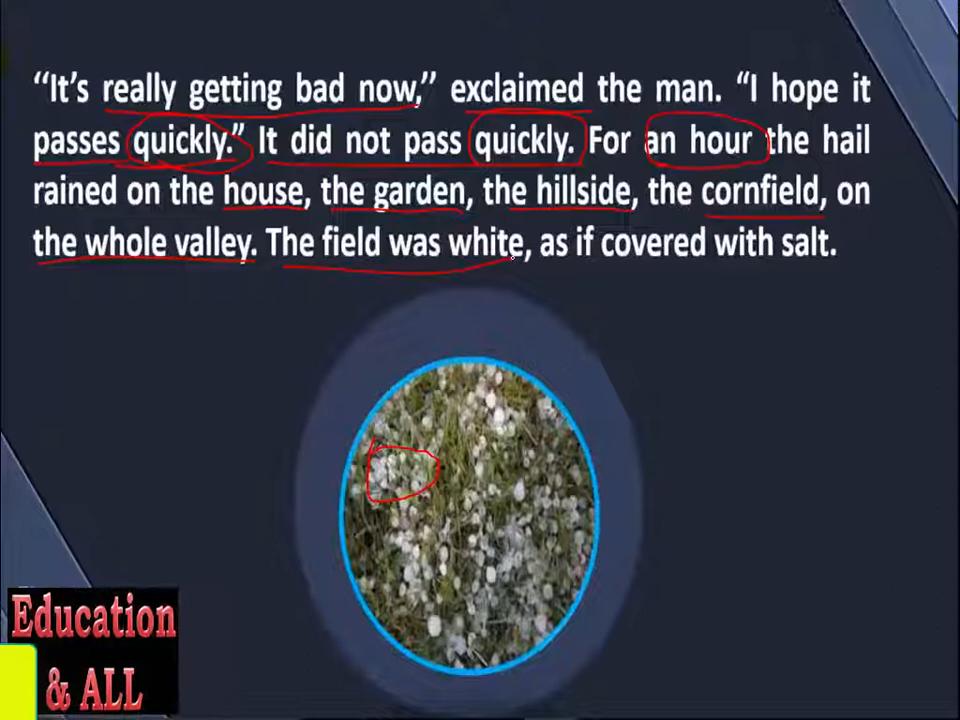 “It’s really getting bad now,” exclaimed the man. “I hope it
passes quickly.” It did not pass quickly. For an hour the hail
rained on the house, the garden, the hillside, the cornfield, on
the whole valley. The field was white, as if covered with salt.
Education
& ALL